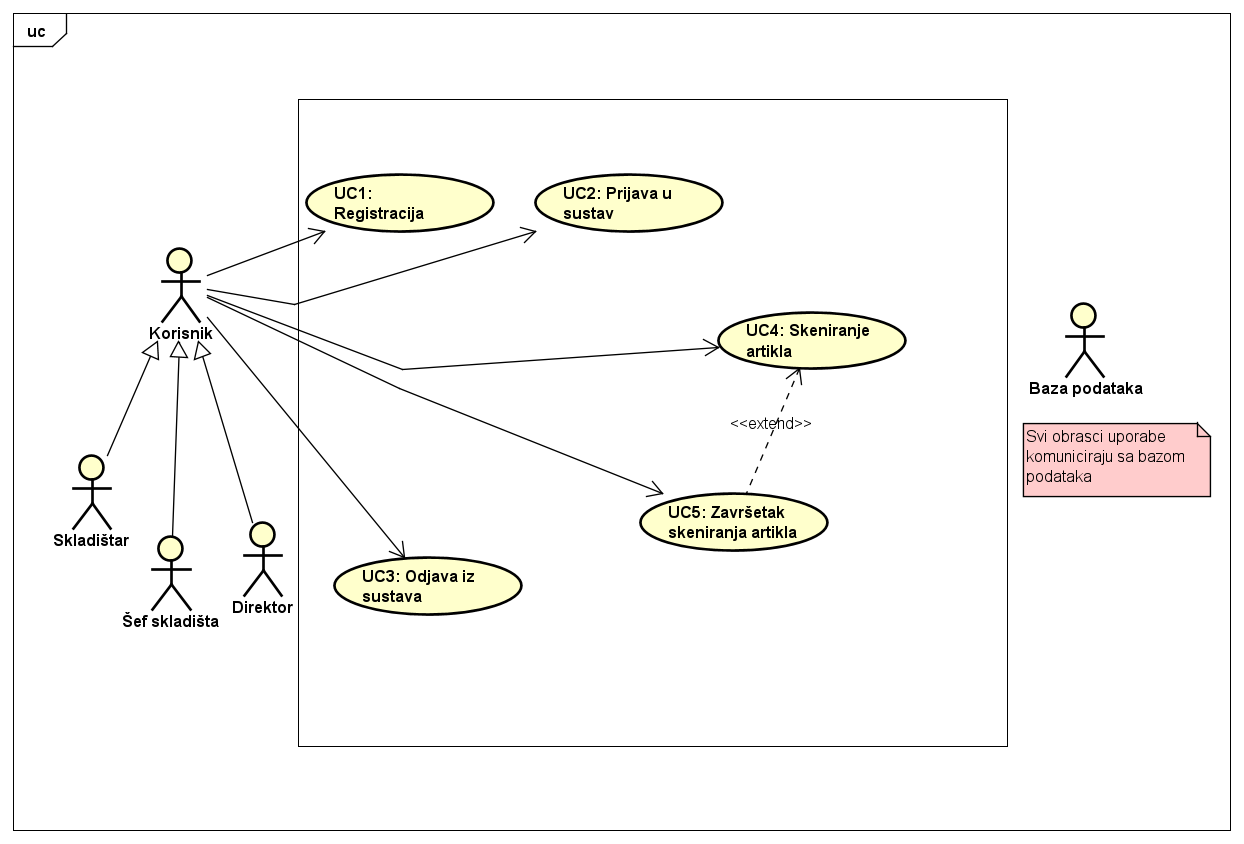 uc
UC1:
Registracija
UC2: Prijava u
sustav
Korisnik
UC4: Skeniranje
artikla
Baza podataka
<<extend>>
Svi obrasci uporabe
komuniciraju sa bazom
podataka
UC5: Završetak
skeniranja artikla
Skladištar
UC3: Odjava iz
sustava
Direktor
Šef skladišta